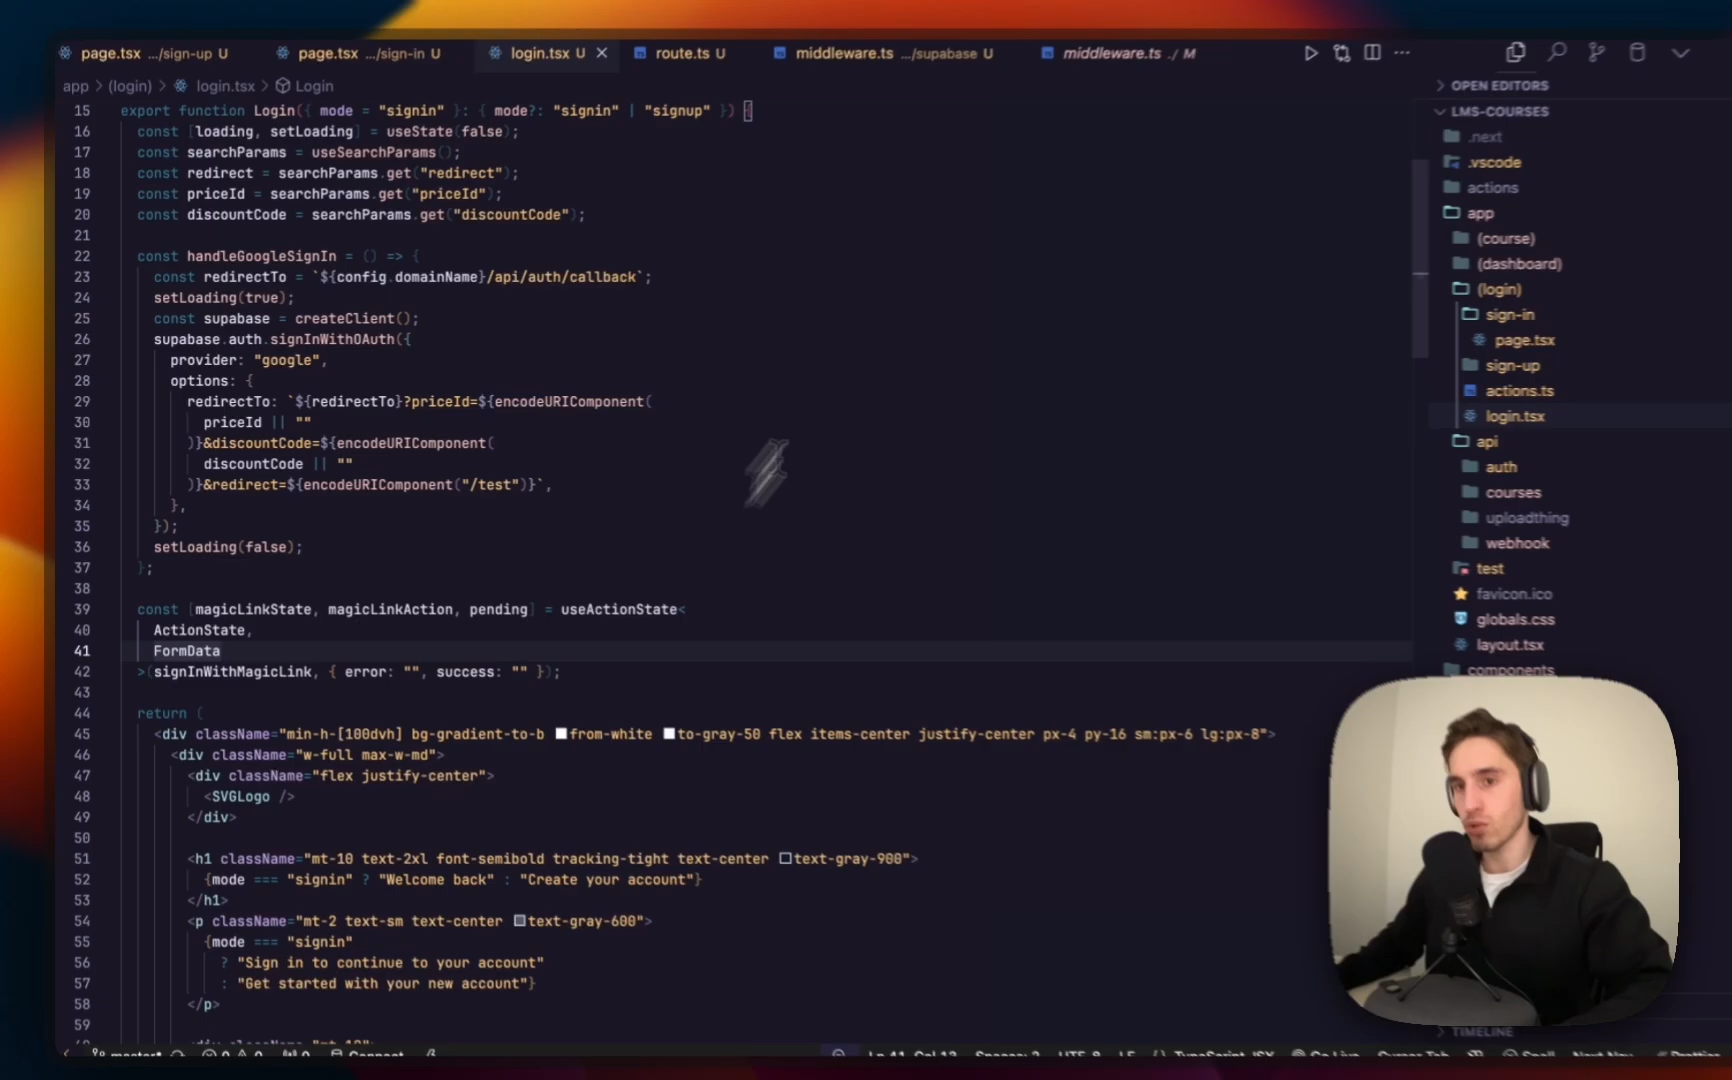 page.tsx .../sign-up U page.tsx .../sign-in U login.tsx U route.ts U middleware.ts .../supabase U middleware.ts ./ M
app > (login) > login.tsx > Login
15 export function Login({ mode = "signin" }: { mode?: "signin" | "signup" }) {
16 const [loading, setLoading] = useState(false);
17 const searchParams = useSearchParams();
18 const redirect = searchParams.get("redirect");
19 const priceId = searchParams.get("priceId");
20 const discountCode = searchParams.get("discountCode");
21
22 const handleGoogleSignIn = () => {
23 const redirectTo = `${config.domainName}/api/auth/callback`;
24 setLoading(true);
25 const supabase = createClient();
26 supabase.auth.signInWithOAuth({
27 provider: "google",
28 options: {
29 redirectTo: `${redirectTo}?priceId=${encodeURIComponent(
30 priceId || ""
31 )}&discountCode=${encodeURIComponent(
32 discountCode || ""
33 )}&redirect=${encodeURIComponent("/test")}`,
34 },
35 });
36 setLoading(false);
37 };
38
39 const [magicLinkState, magicLinkAction, pending] = useActionState<
40 ActionState,
41 FormData
42 >(signInWithMagicLink, { error: "", success: "" });
43
44 return (
45 <div className="min-h-[100dvh] bg-gradient-to-b from-white to-gray-50 flex items-center justify-center px-4 py-16 sm:px-6 lg:px-8">
46 <div className="w-full max-w-md">
47 <div className="flex justify-center">
48 <SVGLogo />
49 </div>
50
51 <h1 className="mt-10 text-2xl font-semibold tracking-tight text-center text-gray-900">
52 {mode === "signin" ? "Welcome back" : "Create your account"}
53 </h1>
54 <p className="mt-2 text-sm text-center text-gray-600">
55 {mode === "signin"
56 ? "Sign in to continue to your account"
57 : "Get started with your new account"}
58 </p>
59
OPEN EDITORS
LMS-COURSES
.next
.vscode
actions
app
(course)
(dashboard)
(login)
sign-in
page.tsx
sign-up
actions.ts
login.tsx
api
auth
courses
uploadthing
webhook
test
favicon.ico
globals.css
layout.tsx
components
TIMELINE